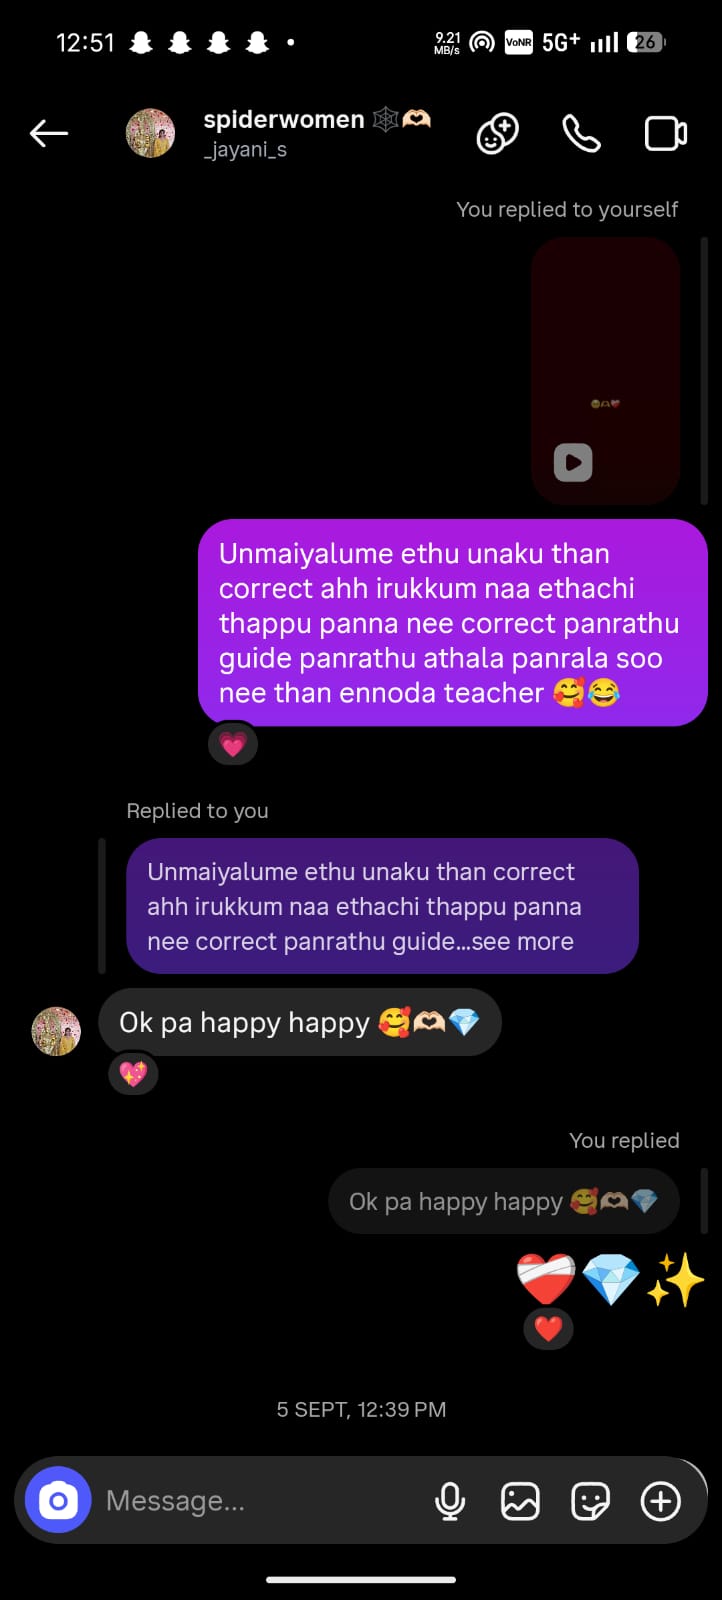 12:51
9.21 MB/s VoNR 5G+ 26
spiderwomen 🕸️🫶🏻
_jayani_s
You replied to yourself
🥹🫶🏻❤️‍🩹
Unmaiyalume ethu unaku than
correct ahh irukkum naa ethachi
thappu panna nee correct panrathu
guide panrathu athala panrala soo
nee than ennoda teacher 🥰😂
💗
Replied to you
Unmaiyalume ethu unaku than correct
ahh irukkum naa ethachi thappu panna
nee correct panrathu guide...see more
Ok pa happy happy 🥰🫶🏻💎
💖
You replied
Ok pa happy happy 🥰🫶🏻💎
❤️‍🩹💎✨
❤️
5 SEPT, 12:39 PM
Message...